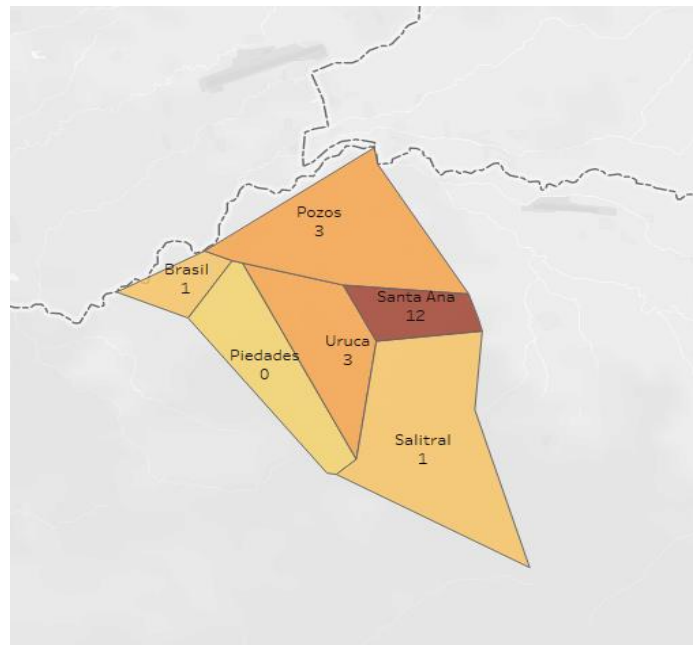 Pozos
3
Brasil
1
Santa Ana
12
Uruca
3
Piedades
0
Salitral
1